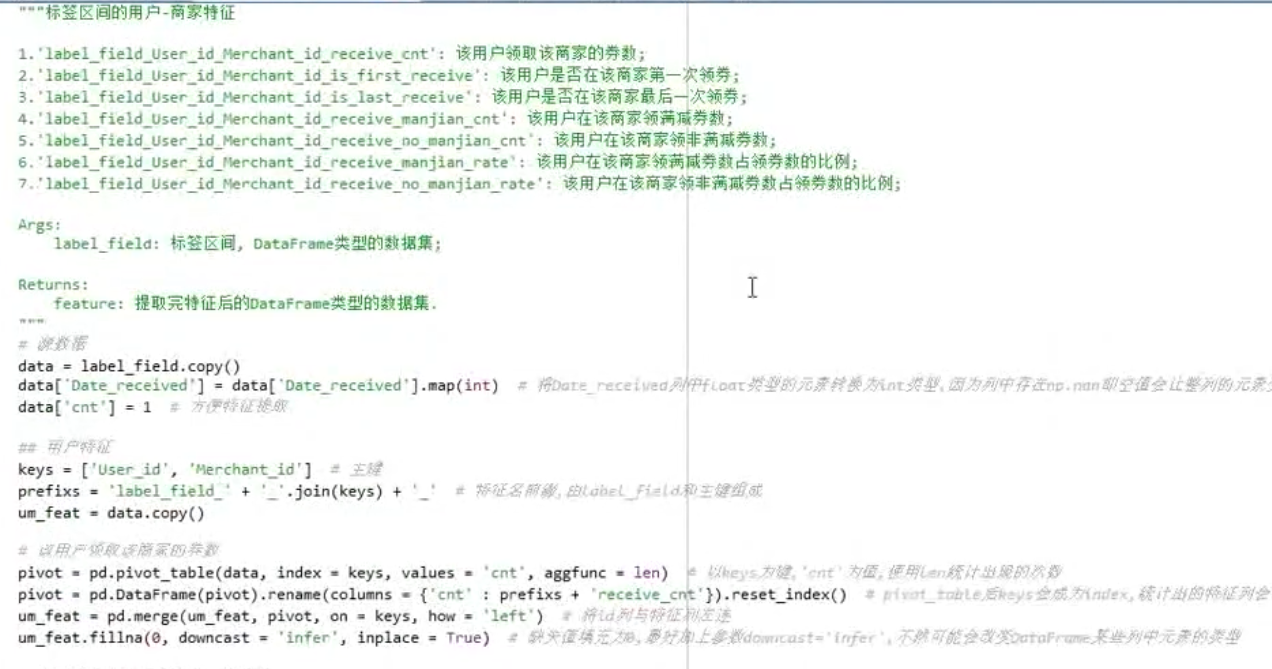 """标签区间的用户-商家特征
1.'label_field_User_id_Merchant_id_receive_cnt': 该用户领取该商家的券数;
2.'label_field_User_id_Merchant_id_is_first_receive': 该用户是否在该商家第一次领券;
3.'label_field_User_id_Merchant_id_is_last_receive': 该用户是否在该商家最后一次领券;
4.'label_field_User_id_Merchant_id_receive_manjian_cnt': 该用户在该商家领满减券数;
5.'label_field_User_id_Merchant_id_receive_no_manjian_cnt': 该用户在该商家领非满减券数;
6.'label_field_User_id_Merchant_id_receive_manjian_rate': 该用户在该商家领满减券数占领券数的比例;
7.'label_field_User_id_Merchant_id_receive_no_manjian_rate': 该用户在该商家领非满减券数占领券数的比例;
Args:
label_field: 标签区间, DataFrame类型的数据集;
Returns:
feature: 提取完特征后的DataFrame类型的数据集.
"""
# 源数据
data = label_field.copy()
data['Date_received'] = data['Date_received'].map(int) # 将Date_received列中float类型的元素转换为int类型,因为列中存在np.nan即空值会让整列的元素
data['cnt'] = 1 # 方便特征提取
## 用户特征
keys = ['User_id', 'Merchant_id'] # 主键
prefixs = 'label_field_' + '_'.join(keys) + '_' # 特征名前缀,由label_field和主键组成
um_feat = data.copy()
# 该用户领取该商家的券数
pivot = pd.pivot_table(data, index = keys, values = 'cnt', aggfunc = len) # 以keys为键,'cnt'为值,使用len统计出现的次数
pivot = pd.DataFrame(pivot).rename(columns = {'cnt' : prefixs + 'receive_cnt'}).reset_index() # pivot_table后keys会成为index,统计出的特征列会
um_feat = pd.merge(um_feat, pivot, on = keys, how = 'left') # 将id列与特征列左连
um_feat.fillna(0, downcast = 'infer', inplace = True) # 缺失值填充为0,最好加上参数downcast='infer',不然可能会改变DataFrame某些列中元素的类型